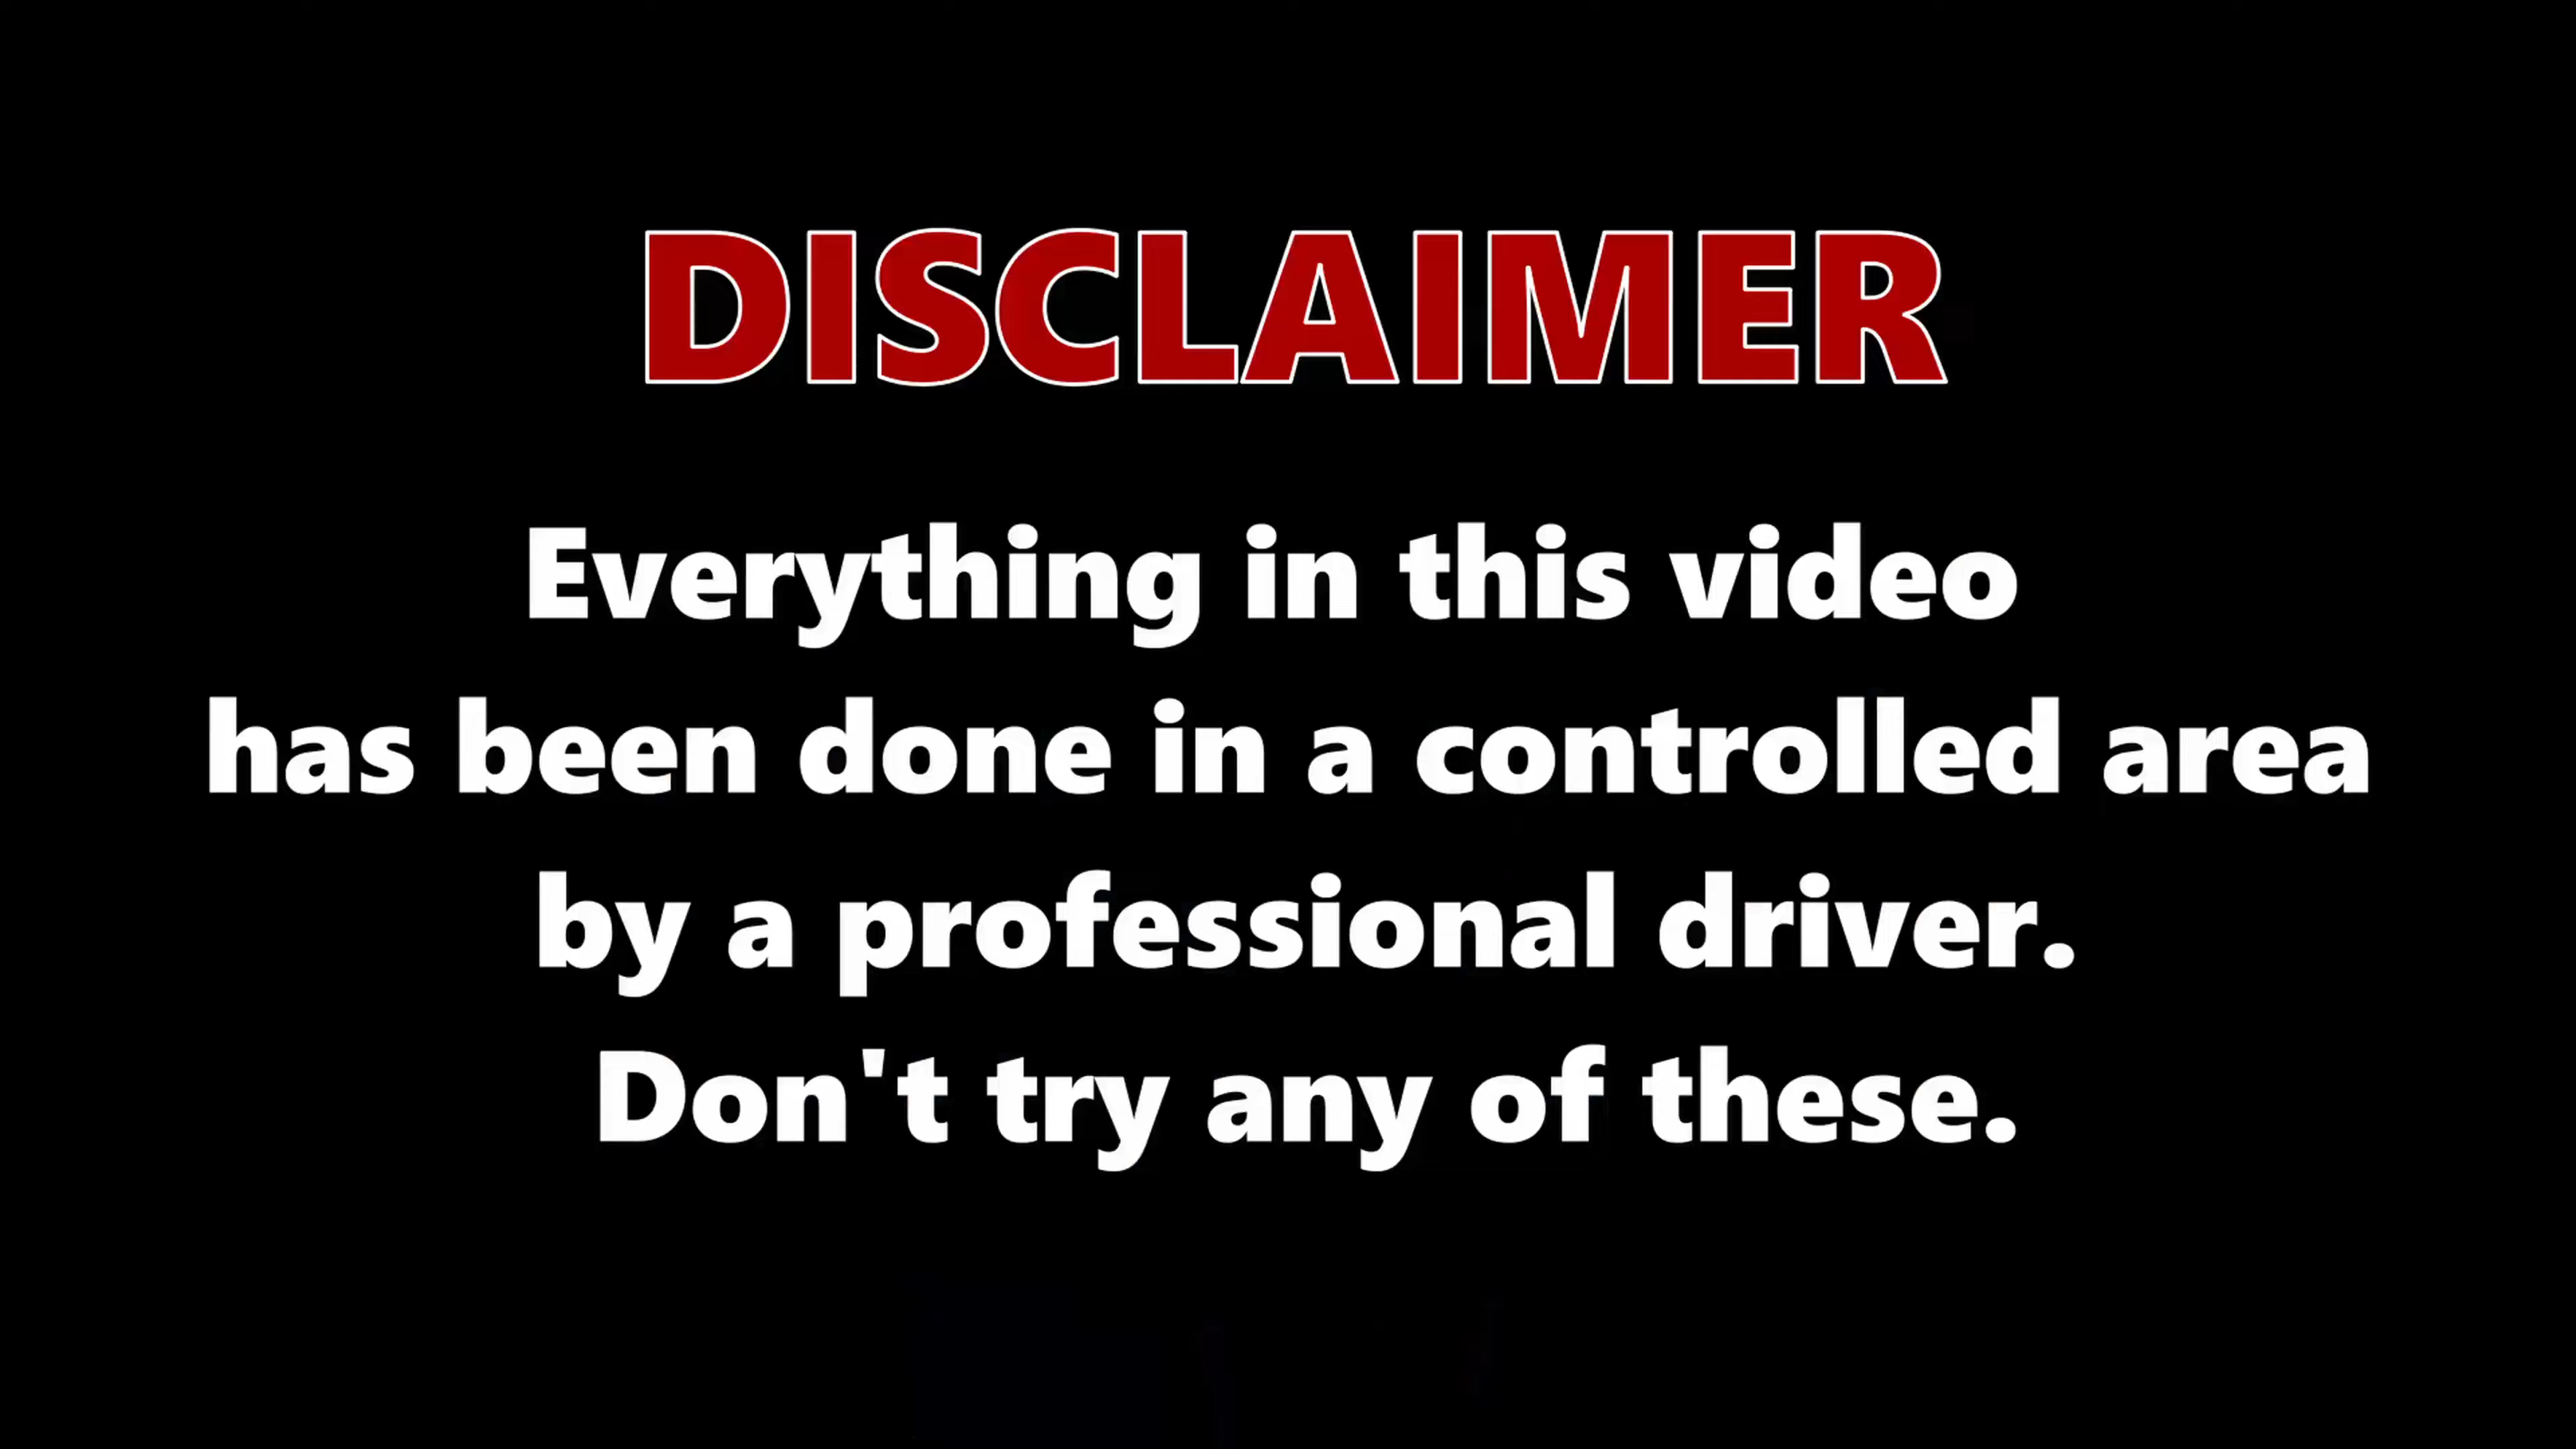 DISCLAIMER
Everything in this video
has been done in a controlled area
by a professional driver.
Don't try any of these.